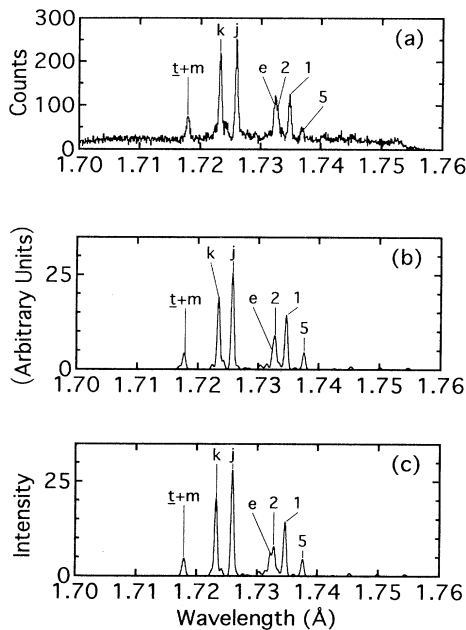 300
200
100
0
Counts
(a)
k
j
t+m
e
2
1
5
1.70 1.71 1.72 1.73 1.74 1.75 1.76
(Arbitrary Units)
25
0
(b)
k
j
t+m
e
2
1
5
1.70 1.71 1.72 1.73 1.74 1.75 1.76
Intensity
25
0
(c)
k
j
t+m
e
2
1
5
1.70 1.71 1.72 1.73 1.74 1.75 1.76
Wavelength (Å)